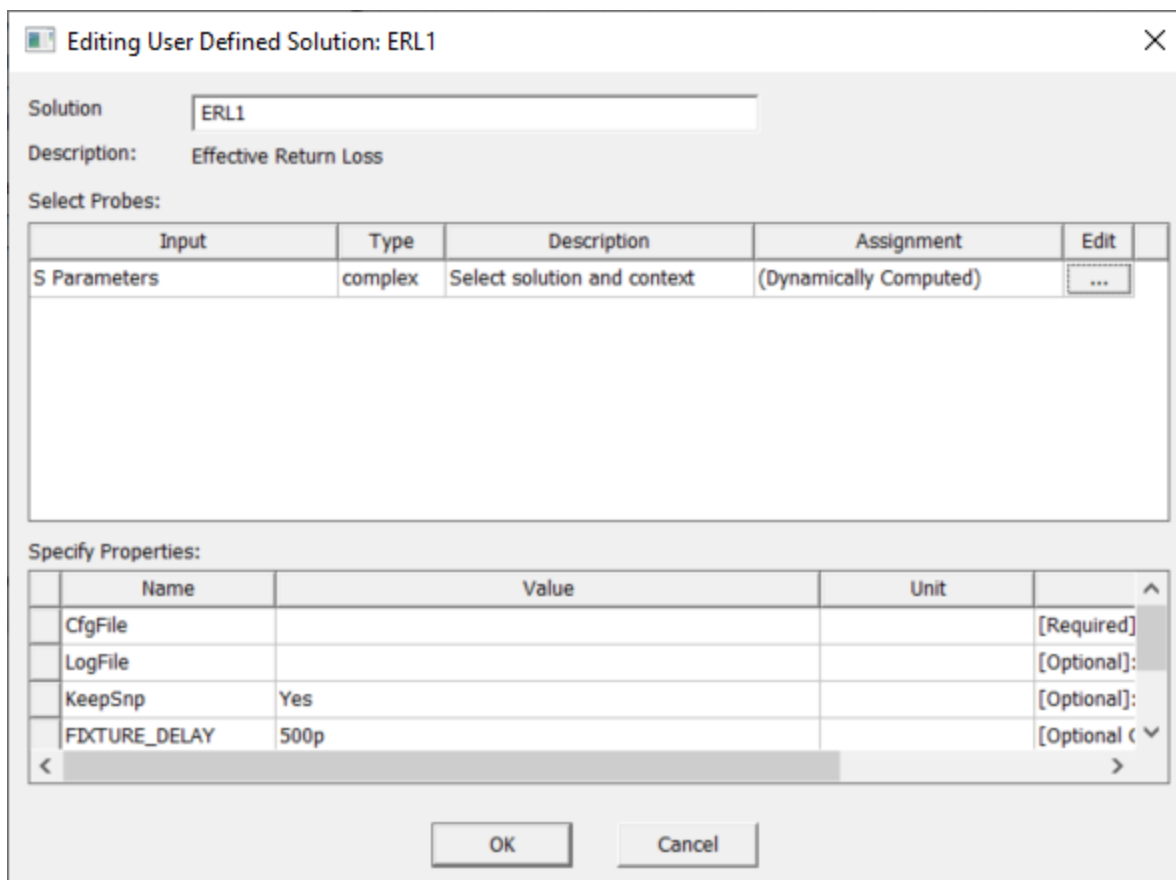 Editing User Defined Solution: ERL1
Solution ERL1
Description: Effective Return Loss
Select Probes:
Input Type Description Assignment Edit
S Parameters complex Select solution and context (Dynamically Computed) ...
Specify Properties:
Name Value Unit
CfgFile [Required]
LogFile [Optional]:
KeepSnp Yes [Optional]:
FIXTURE_DELAY 500p [Optional
OK Cancel